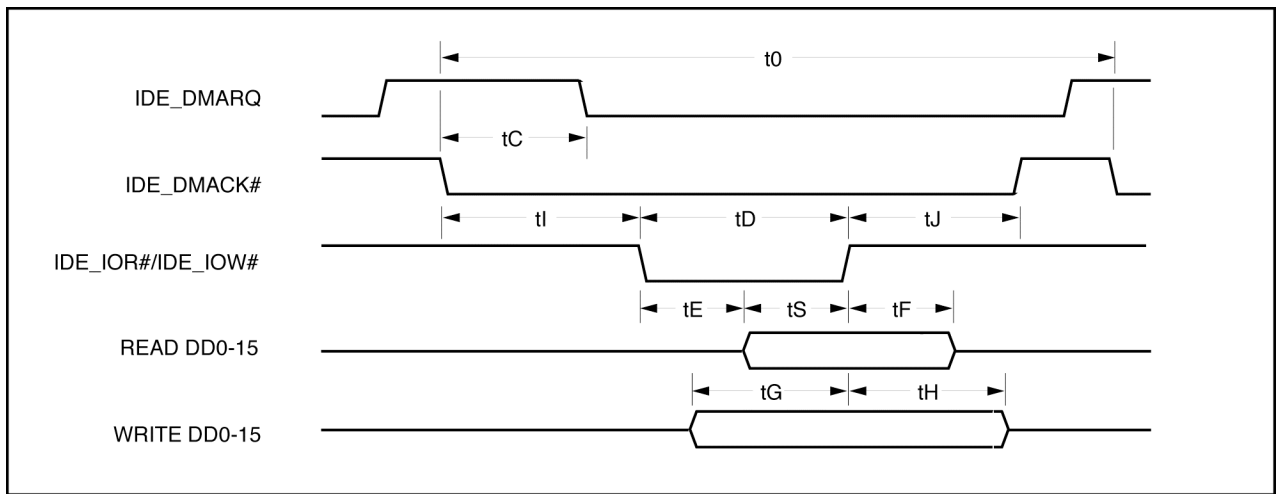 t0
IDE_DMARQ
tC
IDE_DMACK#
tI tD tJ
IDE_IOR#/IDE_IOW#
tE tS tF
READ DD0-15
tG tH
WRITE DD0-15